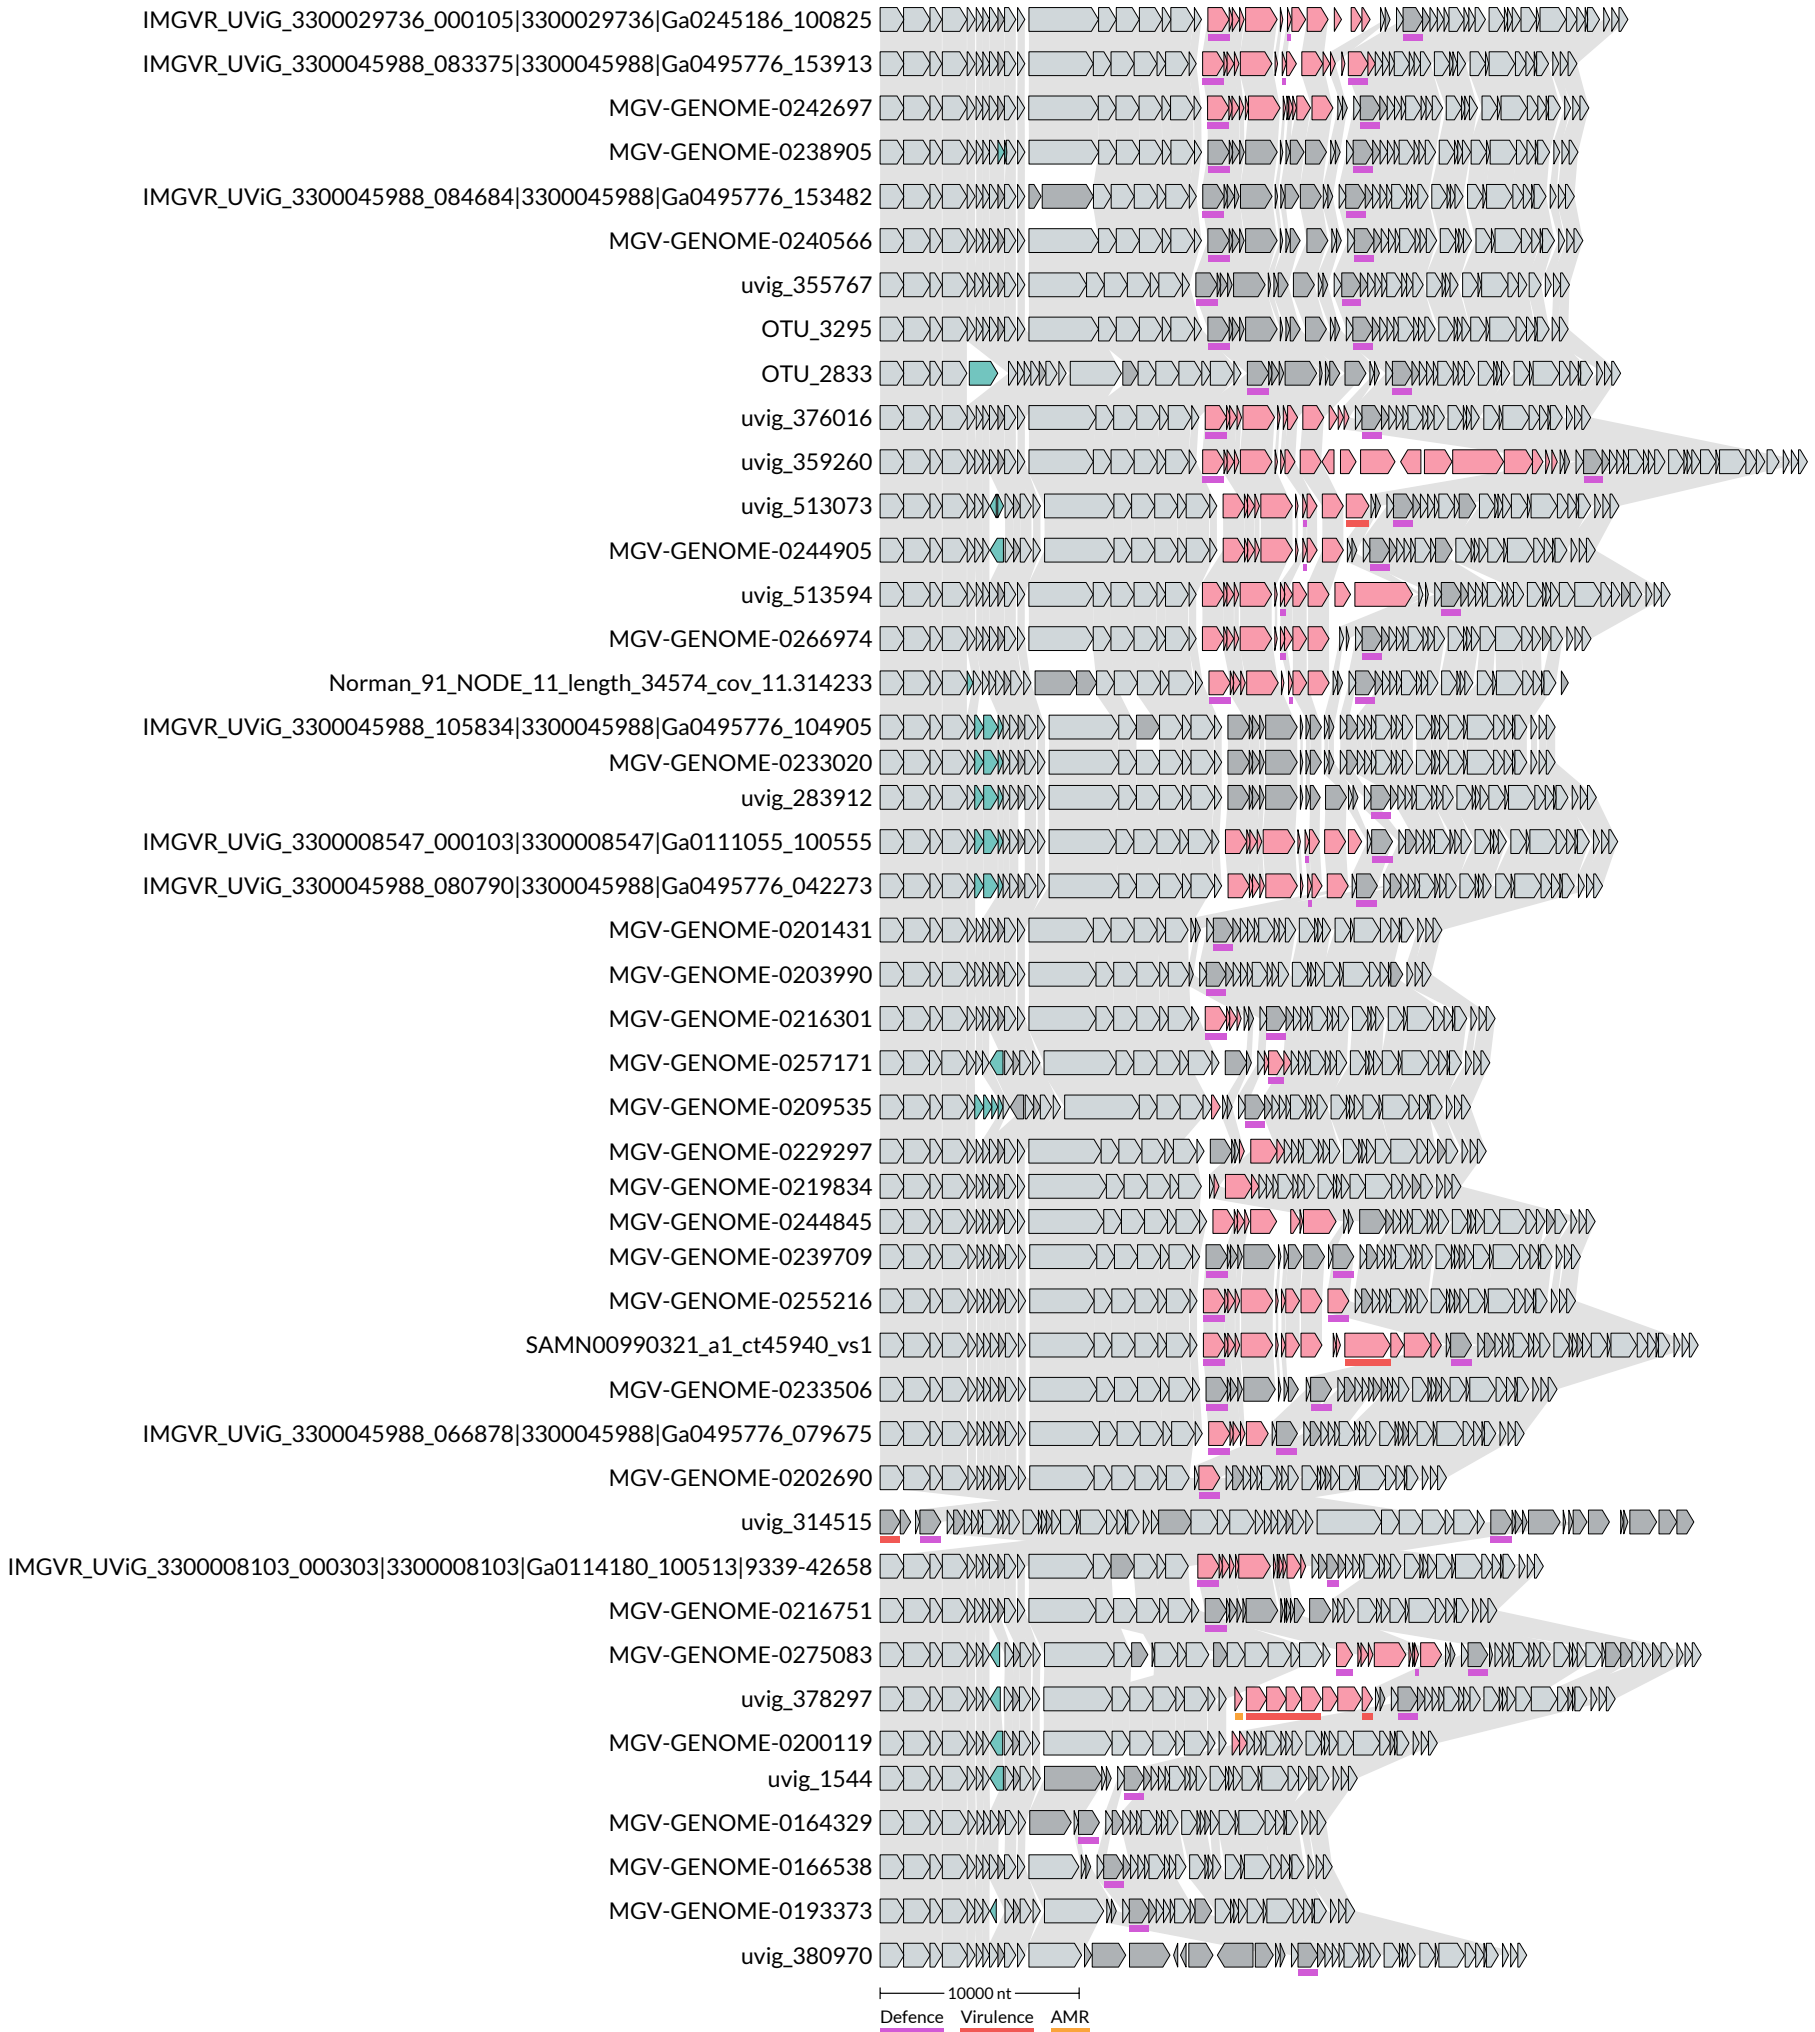 IMGVR_UViG_3300029736_000105|3300029736|Ga0245186_100825
IMGVR_UViG_3300045988_083375|3300045988|Ga0495776_153913
MGV-GENOME-0242697
MGV-GENOME-0238905
IMGVR_UViG_3300045988_084684|3300045988|Ga0495776_153482
MGV-GENOME-0240566
uvig_355767
OTU_3295
OTU_2833
uvig_376016
uvig_359260
uvig_513073
MGV-GENOME-0244905
uvig_513594
MGV-GENOME-0266974
Norman_91_NODE_11_length_34574_cov_11.314233
IMGVR_UViG_3300045988_105834|3300045988|Ga0495776_104905
MGV-GENOME-0233020
uvig_283912
IMGVR_UViG_3300008547_000103|3300008547|Ga0111055_100555
IMGVR_UViG_3300045988_080790|3300045988|Ga0495776_042273
MGV-GENOME-0201431
MGV-GENOME-0203990
MGV-GENOME-0216301
MGV-GENOME-0257171
MGV-GENOME-0209535
MGV-GENOME-0229297
MGV-GENOME-0219834
MGV-GENOME-0244845
MGV-GENOME-0239709
MGV-GENOME-0255216
SAMN00990321_a1_ct45940_vs1
MGV-GENOME-0233506
IMGVR_UViG_3300045988_066878|3300045988|Ga0495776_079675
MGV-GENOME-0202690
uvig_314515
IMGVR_UViG_3300008103_000303|3300008103|Ga0114180_100513|9339-42658
MGV-GENOME-0216751
MGV-GENOME-0275083
uvig_378297
MGV-GENOME-0200119
uvig_1544
MGV-GENOME-0164329
MGV-GENOME-0166538
MGV-GENOME-0193373
uvig_380970
10000 nt
Defence Virulence AMR